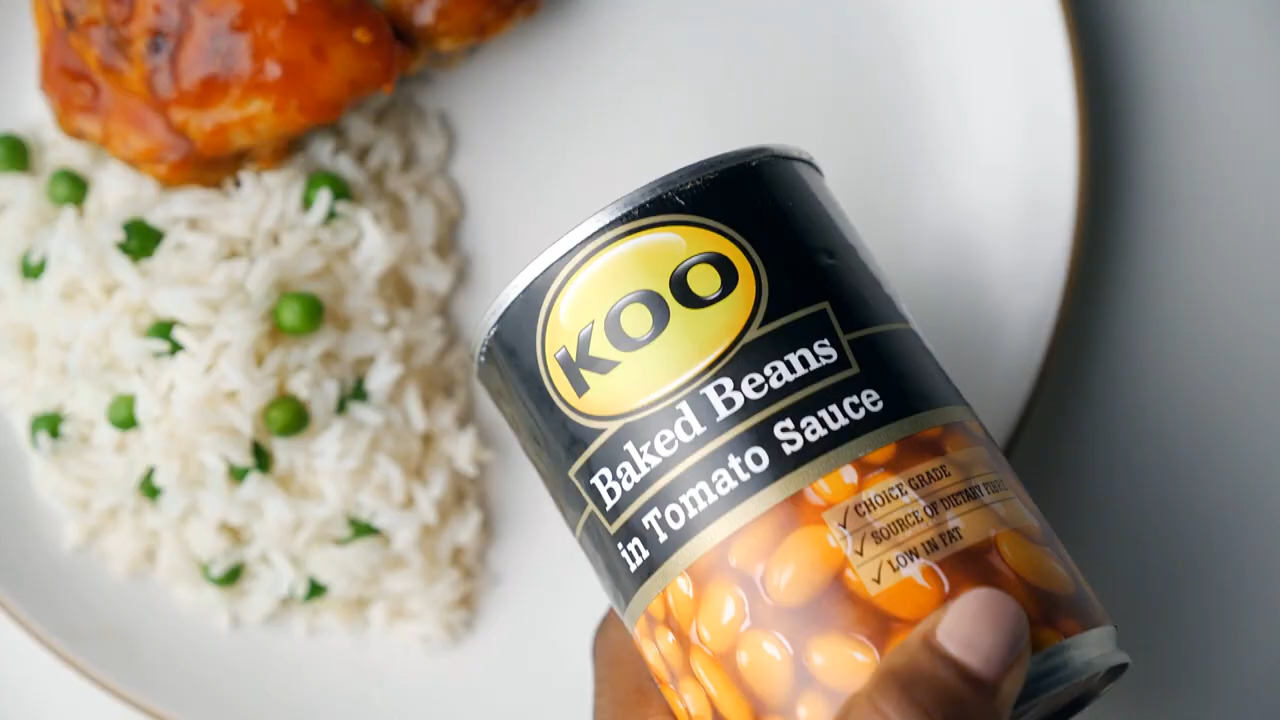 KOO
Baked Beans
in Tomato Sauce
✓ CHOICE GRADE
✓ SOURCE OF DIETARY FIBRE
✓ LOW IN FAT